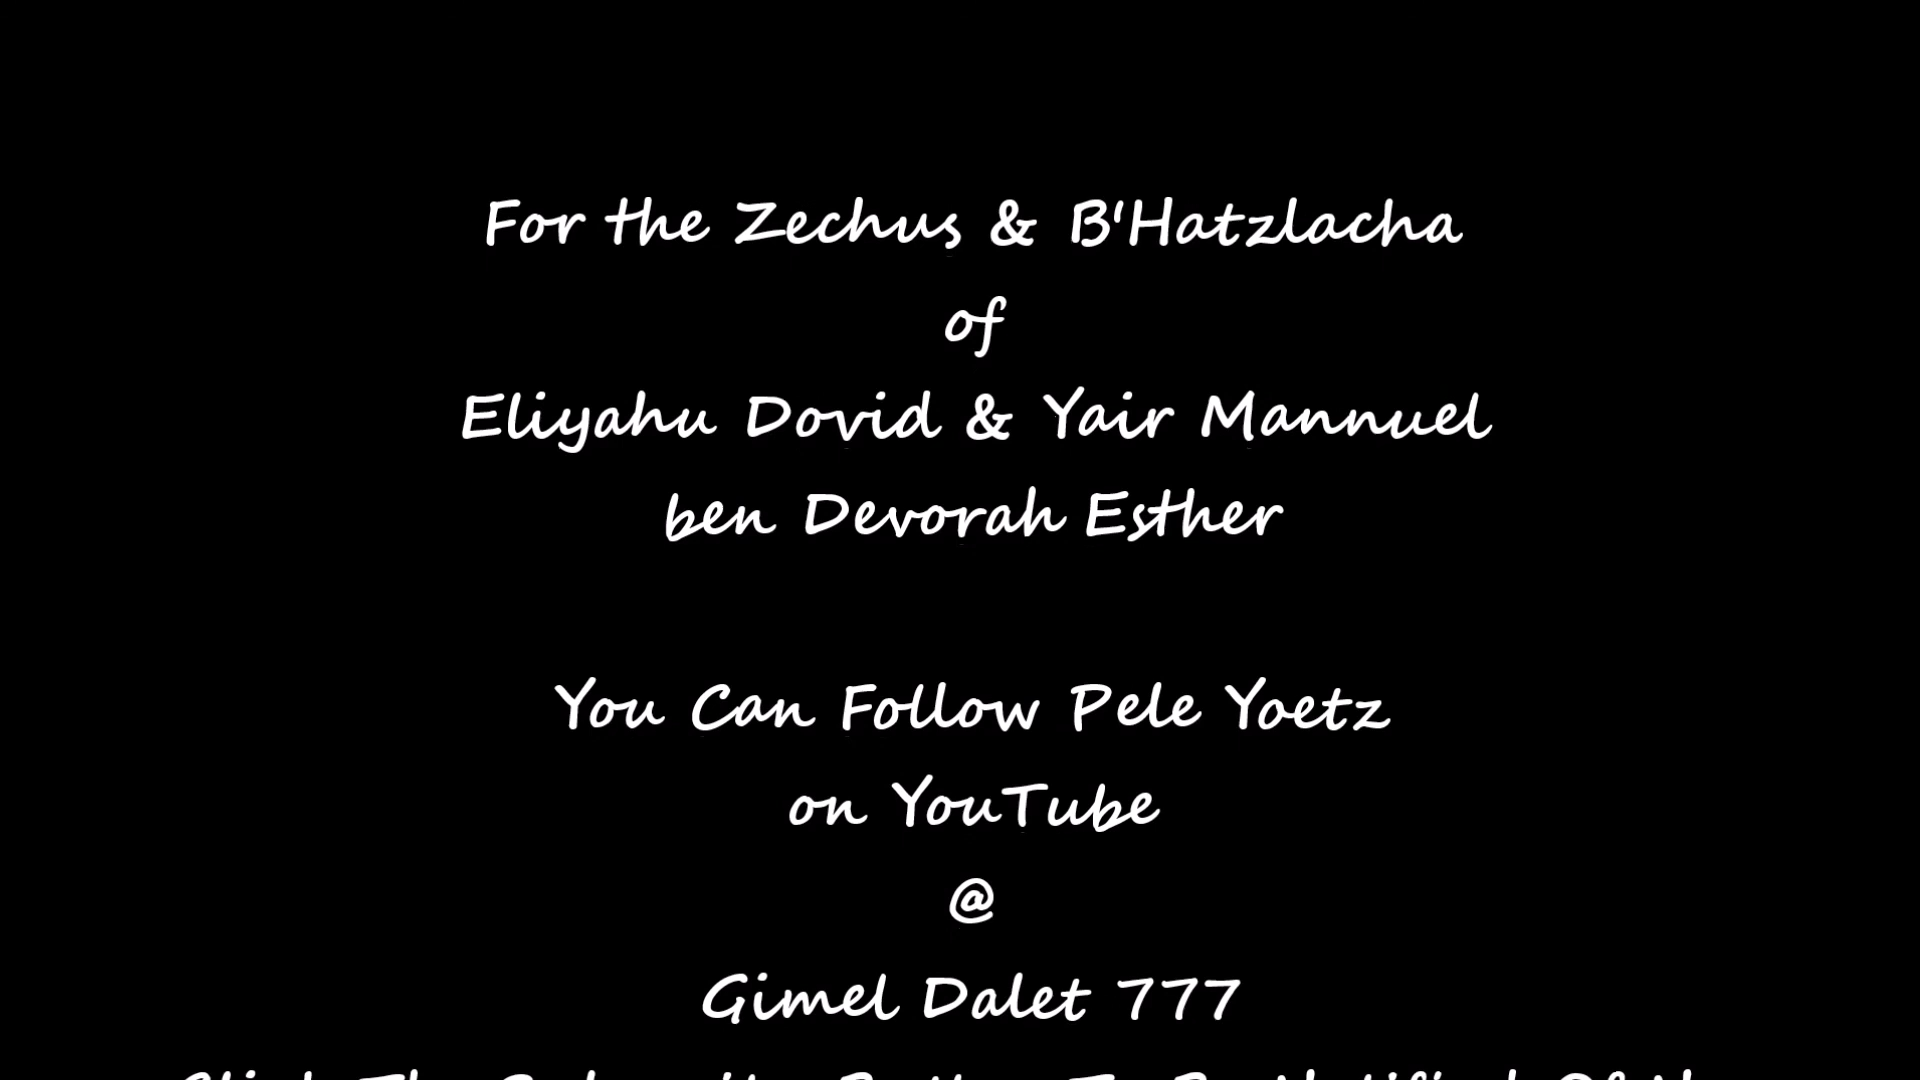 For the Zechus & B'Hatzlacha
of
Eliyahu Dovid & Yair Mannuel
ben Devorah Esther
You Can Follow Pele Yoetz
on YouTube
@
Gimel Dalet 777